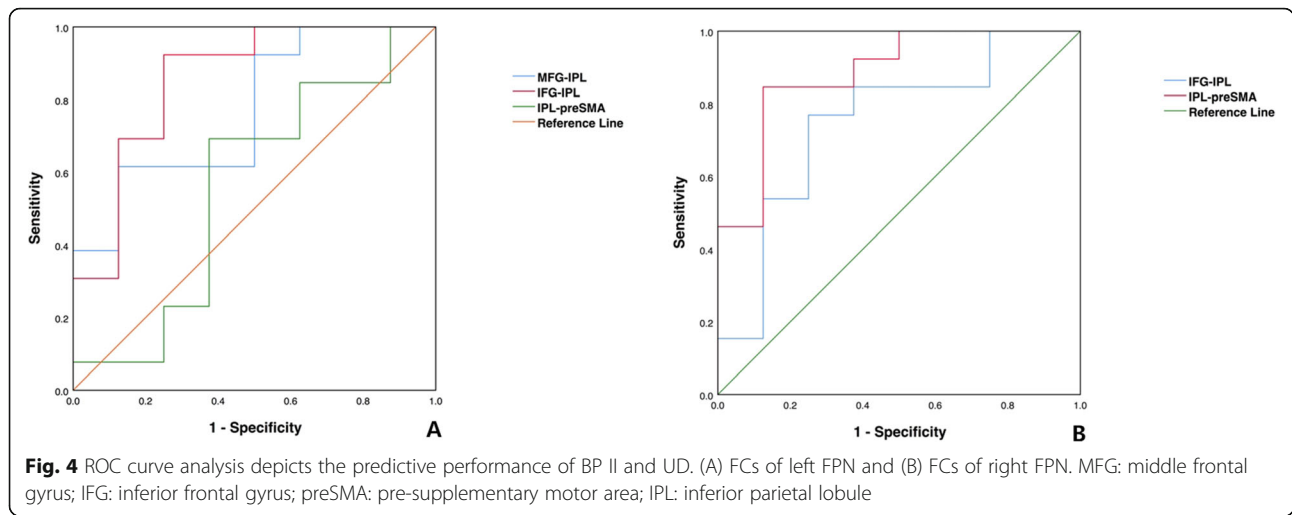 1.0
0.8
0.6
0.4
0.2
0.0
Sensitivity
0.0 0.2 0.4 0.6 0.8 1.0
1 - Specificity
A
MFG-IPL
IFG-IPL
IPL-preSMA
Reference Line
1.0
0.8
0.6
0.4
0.2
0.0
Sensitivity
0.0 0.2 0.4 0.6 0.8 1.0
1 - Specificity
B
IFG-IPL
IPL-preSMA
Reference Line
Fig. 4 ROC curve analysis depicts the predictive performance of BP II and UD. (A) FCs of left FPN and (B) FCs of right FPN. MFG: middle frontal
gyrus; IFG: inferior frontal gyrus; preSMA: pre-supplementary motor area; IPL: inferior parietal lobule